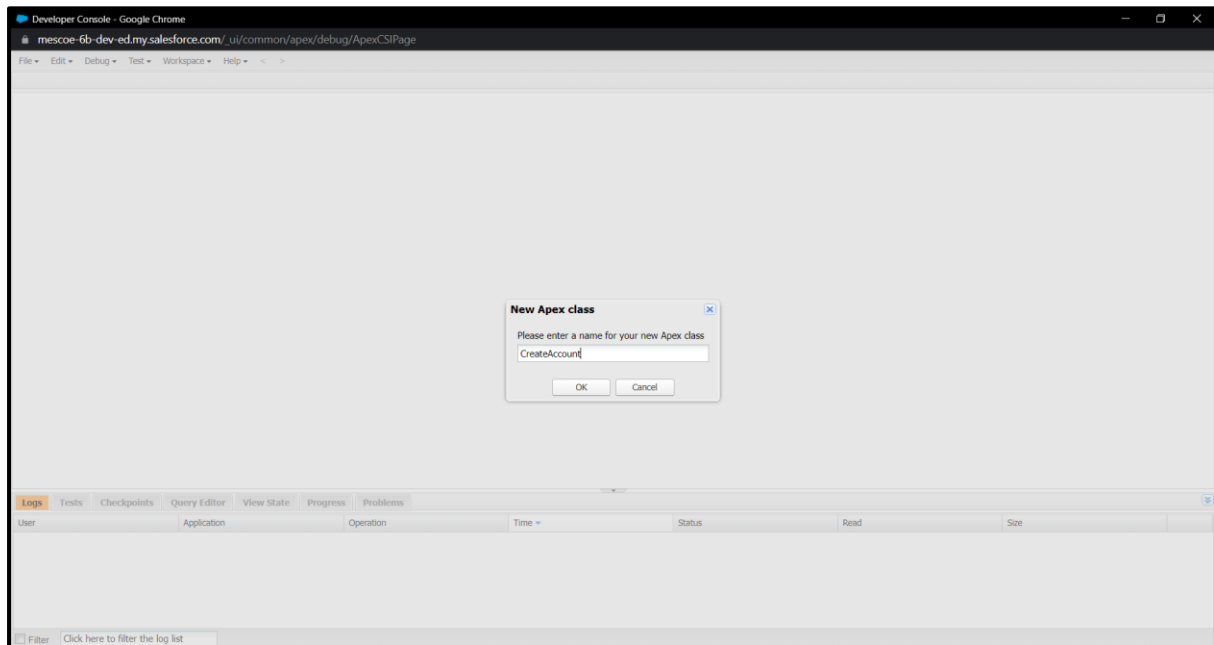 Developer Console - Google Chrome
mescoe-6b-dev-ed.my.salesforce.com/_ui/common/apex/debug/ApexCSIPage
File Edit Debug Test Workspace Help < >
New Apex class
Please enter a name for your new Apex class
CreateAccount
OK Cancel
Logs Tests Checkpoints Query Editor View State Progress Problems
User Application Operation Time Status Read Size
Filter Click here to filter the log list